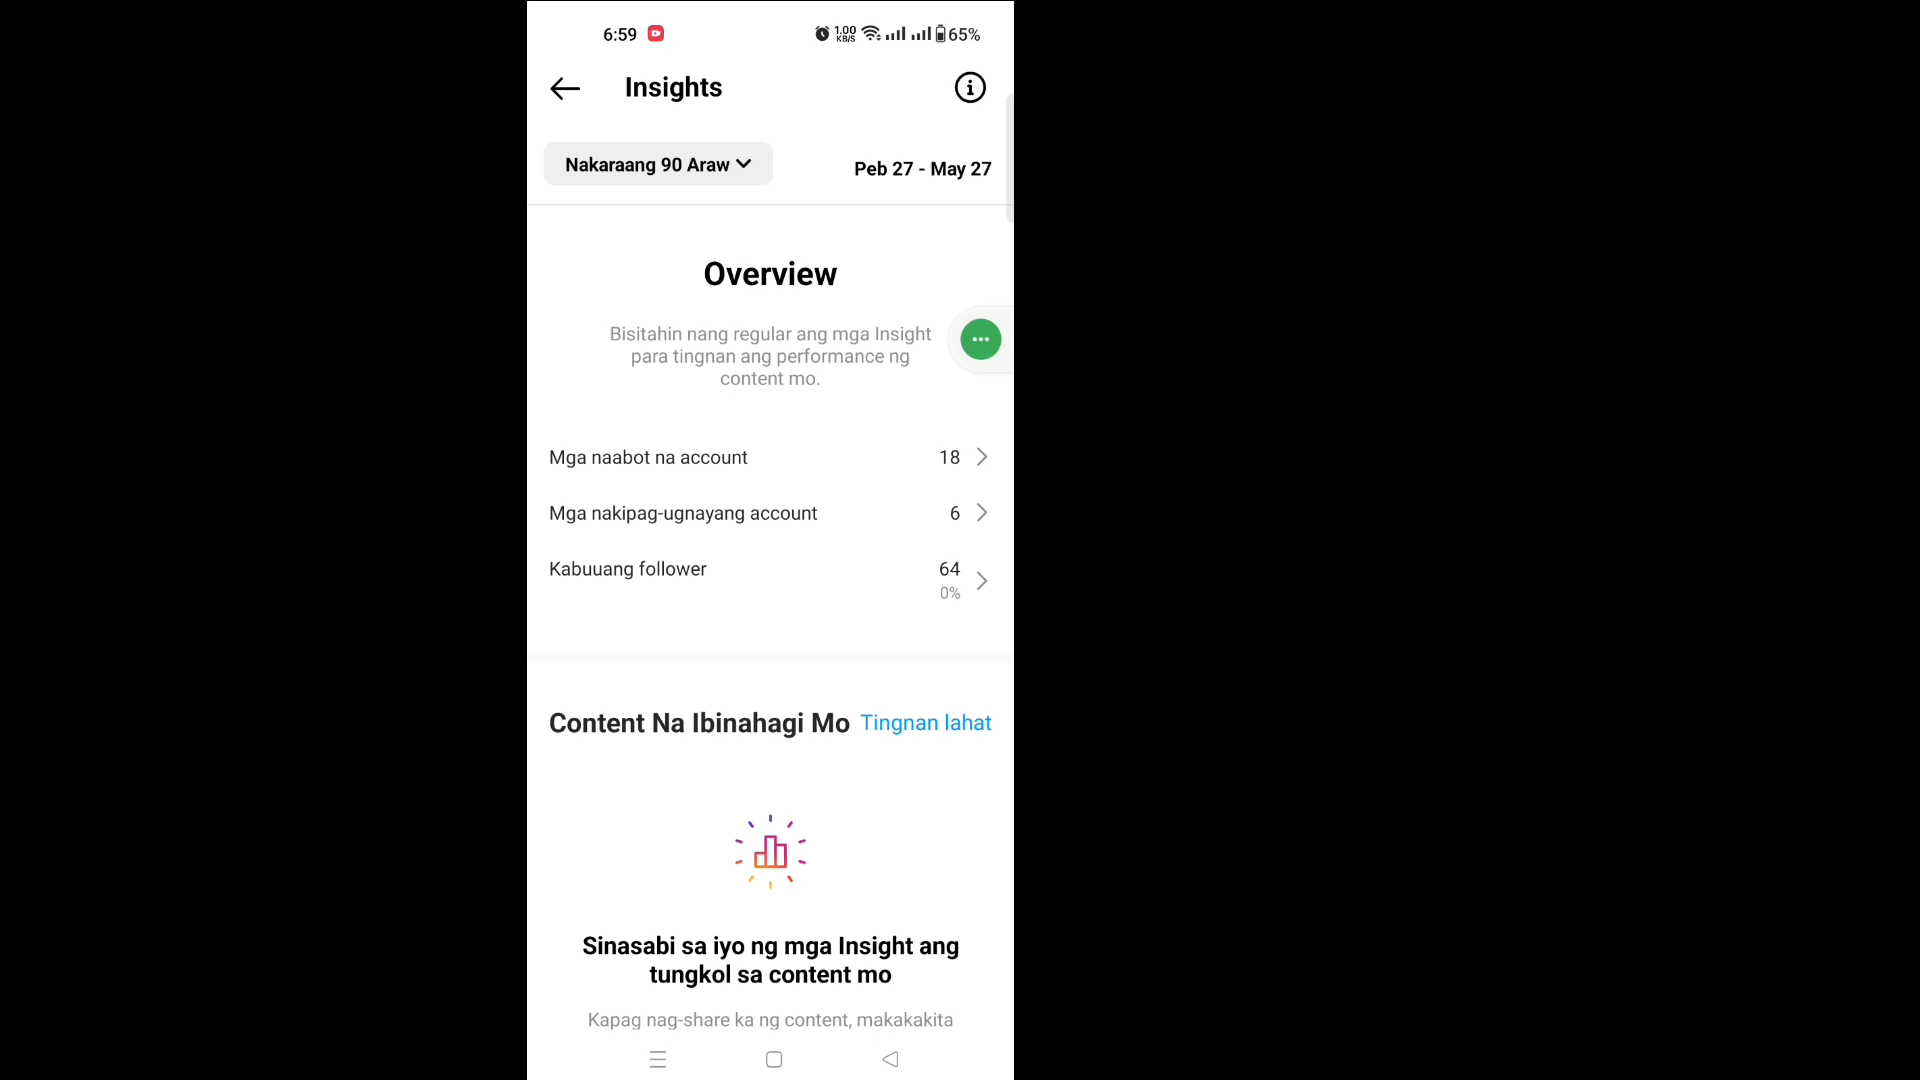 6:59
1.00 KB/S
65%
Insights
Nakaraang 90 Araw
Peb 27 - May 27
Overview
Bisitahin nang regular ang mga Insight
para tingnan ang performance ng
content mo.
Mga naabot na account 18
Mga nakipag-ugnayang account 6
Kabuuang follower 64
0%
Content Na Ibinahagi Mo Tingnan lahat
Sinasabi sa iyo ng mga Insight ang
tungkol sa content mo
Kapag nag-share ka ng content, makakakita